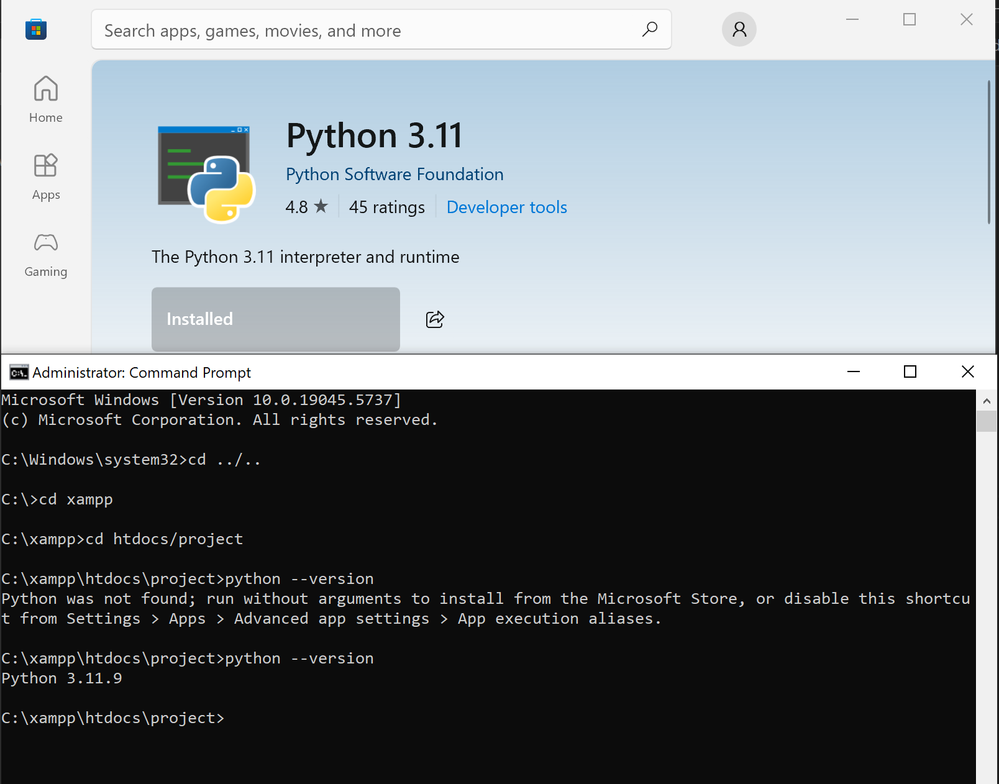 Search apps, games, movies, and more
Home
Apps
Gaming
Python 3.11
Python Software Foundation
4.8 ★ 45 ratings Developer tools
The Python 3.11 interpreter and runtime
Installed
C:\.
Administrator: Command Prompt
Microsoft Windows [Version 10.0.19045.5737]
(c) Microsoft Corporation. All rights reserved.
C:\Windows\system32>cd ../..
C:\>cd xampp
C:\xampp>cd htdocs/project
C:\xampp\htdocs\project>python --version
Python was not found; run without arguments to install from the Microsoft Store, or disable this shortcu
t from Settings > Apps > Advanced app settings > App execution aliases.
C:\xampp\htdocs\project>python --version
Python 3.11.9
C:\xampp\htdocs\project>